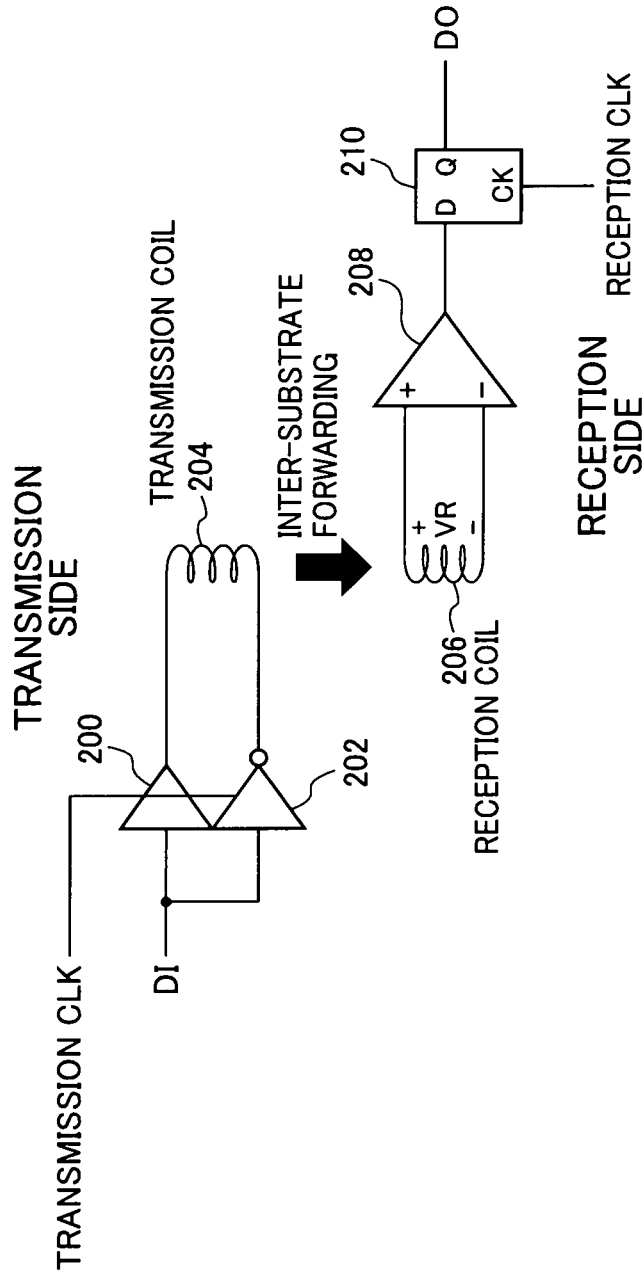 TRANSMISSION
SIDE
TRANSMISSION CLK
DI
200
202
TRANSMISSION COIL
204
INTER-SUBSTRATE
FORWARDING
206
RECEPTION COIL
+
VR
−
+
−
208
210
D
Q
CK
DO
RECEPTION CLK
RECEPTION
SIDE